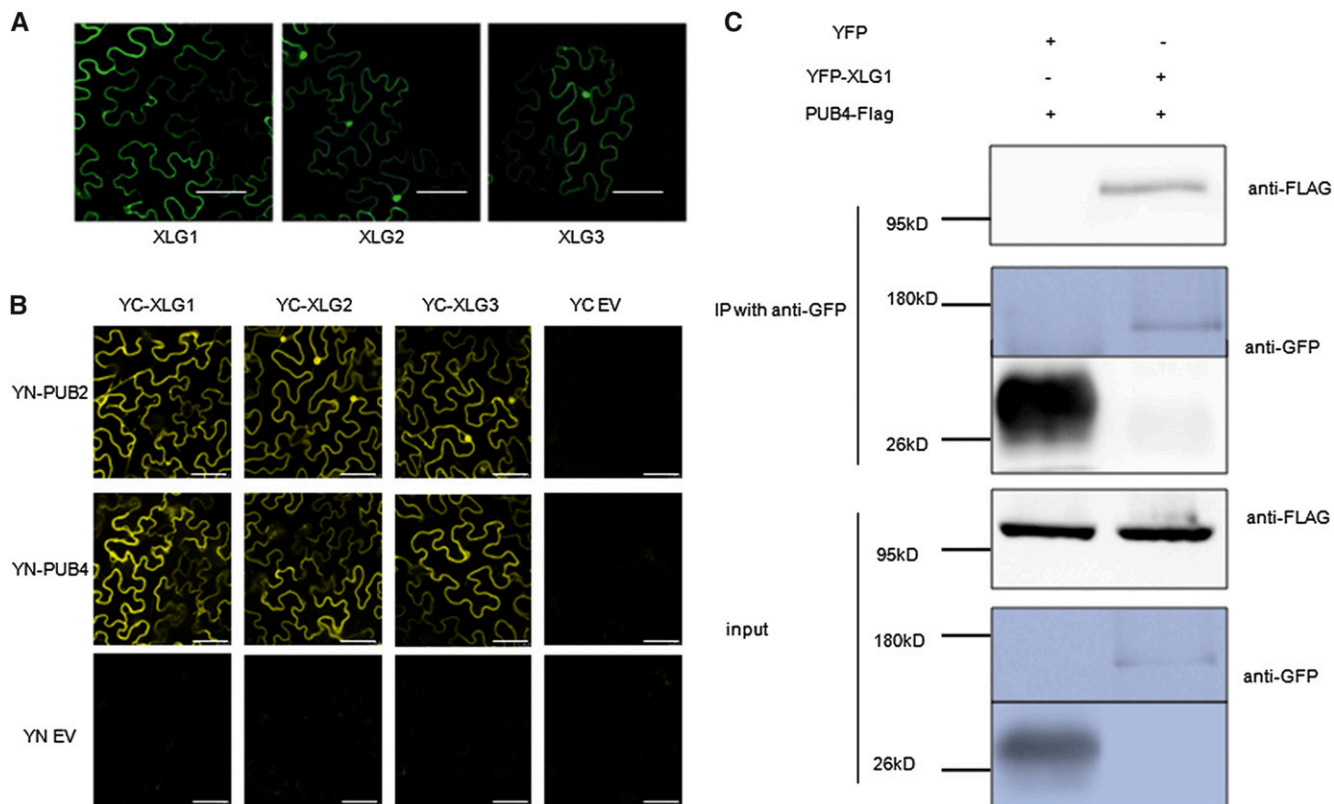 A
XLG1 XLG2 XLG3
B
YC-XLG1 YC-XLG2 YC-XLG3 YC EV
YN-PUB2
YN-PUB4
YN EV
C
YFP + -
YFP-XLG1 - +
PUB4-Flag + +
anti-FLAG
95kD
IP with anti-GFP
180kD
anti-GFP
26kD
anti-FLAG
95kD
input
180kD
anti-GFP
26kD